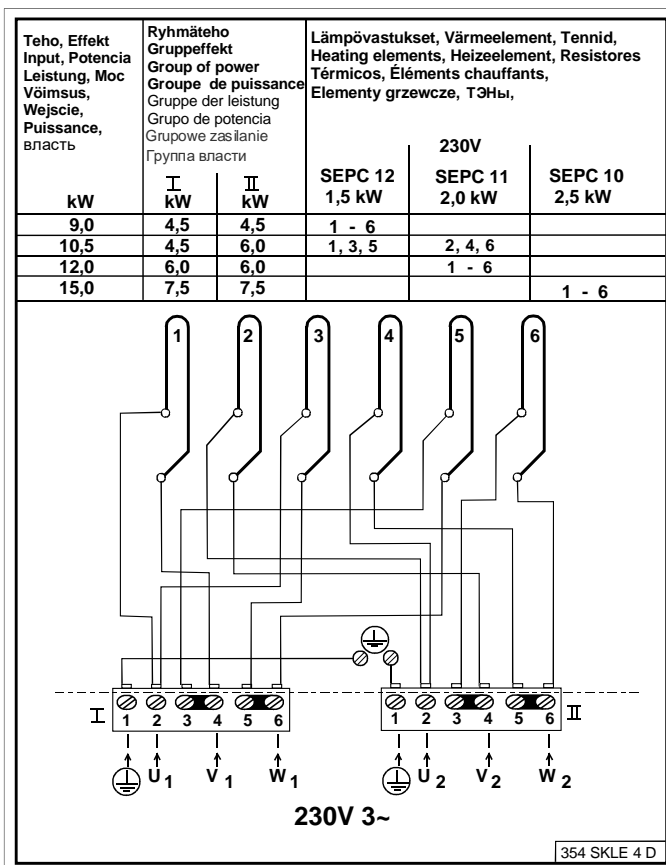 Teho, Effekt
Input, Potencia
Leistung, Moc
Vöimsus,
Wejscie,
Puissance,
власть
kW
Ryhmäteho
Gruppeffekt
Group of power
Groupe de puissance
Gruppe der leistung
Grupo de potencia
Grupowe zasilanie
Группа власти
I
kW
II
kW
Lämpövastukset, Värmeelement, Tennid,
Heating elements, Heizeelement, Resistores
Térmicos, Éléments chauffants,
Elementy grzewcze, ТЭНы,
230V
SEPC 12
1,5 kW
SEPC 11
2,0 kW
SEPC 10
2,5 kW
9,0 4,5 4,5 1 - 6
10,5 4,5 6,0 1, 3, 5 2, 4, 6
12,0 6,0 6,0 1 - 6
15,0 7,5 7,5 1 - 6
1 2 3 4 5 6
I 1 2 3 4 5 6
1 2 3 4 5 6 II
U1 V1 W1 U2 V2 W2
230V 3~
354 SKLE 4 D